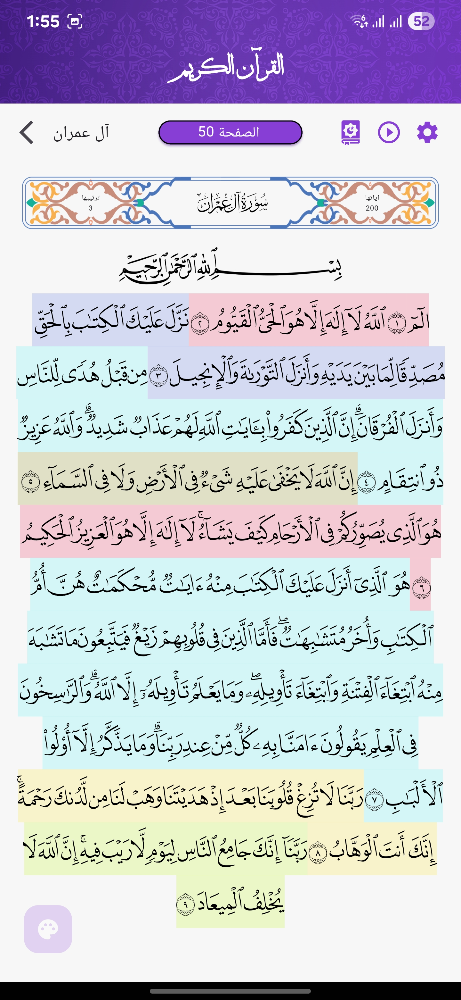 1:55
6
52
القرآن الكريم
آل عمران
الصفحة 50
اياتها
200
سُورَةُ آلِ عِمْرَان
ترتيبها
3
بِسْمِ ٱللَّهِ ٱلرَّحْمَٰنِ ٱلرَّحِيمِ
الٓمٓ ١ ٱللَّهُ لَآ إِلَٰهَ إِلَّا هُوَ ٱلْحَىُّ ٱلْقَيُّومُ ٢ نَزَّلَ عَلَيْكَ ٱلْكِتَٰبَ بِٱلْحَقِّ
مُصَدِّقًا لِّمَا بَيْنَ يَدَيْهِ وَأَنزَلَ ٱلتَّوْرَىٰةَ وَٱلْإِنجِيلَ ٣ مِن قَبْلُ هُدًى لِّلنَّاسِ
وَأَنزَلَ ٱلْفُرْقَانَ ۗ إِنَّ ٱلَّذِينَ كَفَرُوا۟ بِـَٔايَٰتِ ٱللَّهِ لَهُمْ عَذَابٌ شَدِيدٌ ۗ وَٱللَّهُ عَزِيزٌ
ذُو ٱنتِقَامٍ ٤ إِنَّ ٱللَّهَ لَا يَخْفَىٰ عَلَيْهِ شَىْءٌ فِى ٱلْأَرْضِ وَلَا فِى ٱلسَّمَآءِ ٥
هُوَ ٱلَّذِى يُصَوِّرُكُمْ فِى ٱلْأَرْحَامِ كَيْفَ يَشَآءُ ۚ لَآ إِلَٰهَ إِلَّا هُوَ ٱلْعَزِيزُ ٱلْحَكِيمُ
٦ هُوَ ٱلَّذِىٓ أَنزَلَ عَلَيْكَ ٱلْكِتَٰبَ مِنْهُ ءَايَٰتٌ مُّحْكَمَٰتٌ هُنَّ أُمُّ
ٱلْكِتَٰبِ وَأُخَرُ مُتَشَٰبِهَٰتٌ ۖ فَأَمَّا ٱلَّذِينَ فِى قُلُوبِهِمْ زَيْغٌ فَيَتَّبِعُونَ مَا تَشَٰبَهَ
مِنْهُ ٱبْتِغَآءَ ٱلْفِتْنَةِ وَٱبْتِغَآءَ تَأْوِيلِهِۦ ۖ وَمَا يَعْلَمُ تَأْوِيلَهُۥٓ إِلَّا ٱللَّهُ ۗ وَٱلرَّٰسِخُونَ
فِى ٱلْعِلْمِ يَقُولُونَ ءَامَنَّا بِهِۦ كُلٌّ مِّنْ عِندِ رَبِّنَا ۗ وَمَا يَذَّكَّرُ إِلَّآ أُو۟لُوا۟
ٱلْأَلْبَٰبِ ٧ رَبَّنَا لَا تُزِغْ قُلُوبَنَا بَعْدَ إِذْ هَدَيْتَنَا وَهَبْ لَنَا مِن لَّدُنكَ رَحْمَةً ۚ
إِنَّكَ أَنتَ ٱلْوَهَّابُ ٨ رَبَّنَآ إِنَّكَ جَامِعُ ٱلنَّاسِ لِيَوْمٍ لَّا رَيْبَ فِيهِ ۚ إِنَّ ٱللَّهَ لَا
يُخْلِفُ ٱلْمِيعَادَ ٩